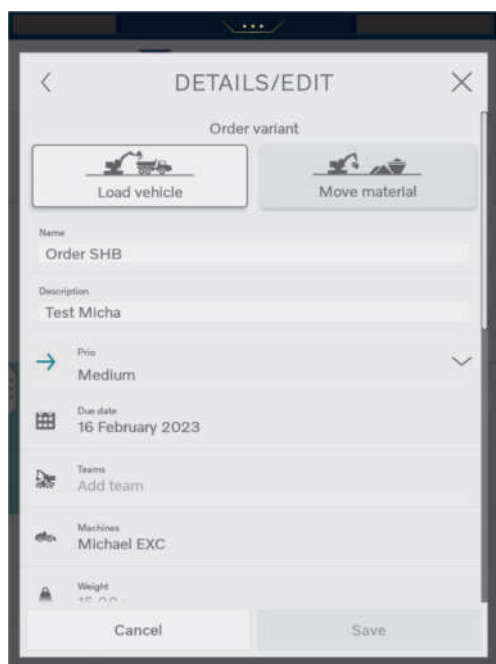 DETAILS/EDIT
Order variant
Load vehicle
Move material
Name
Order SHB
Description
Test Micha
Prio
Medium
Due date
16 February 2023
Teams
Add team
Machines
Michael EXC
Weight
Cancel
Save